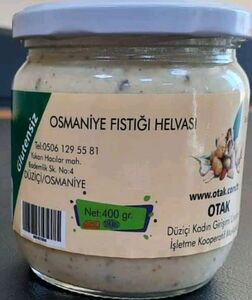 Glutensiz
OSMANİYE FISTIĞI HELVASI
Tel:0506 129 55 81
Yukarı Hacılar mah.
Bademlik Sk. No:4
DÜZİÇİ/OSMANİYE
Net:400 gr.
www.otak.com
OTAK
Düziçi Kadın Girişim
İşletme Kooperatifi